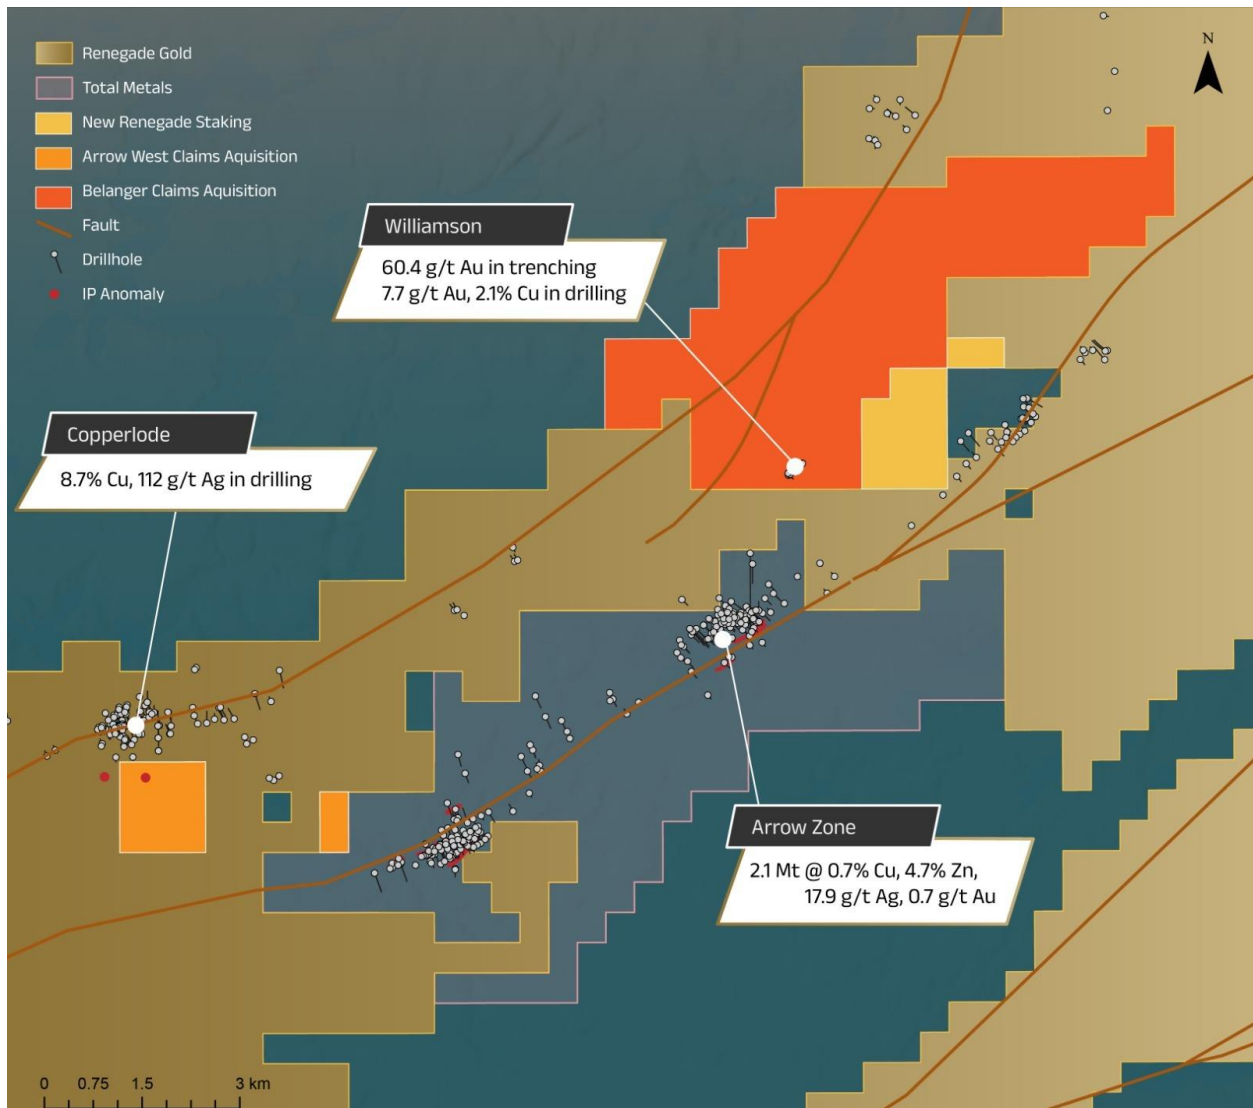 Renegade Gold
Total Metals
New Renegade Staking
Arrow West Claims Aquisition
Belanger Claims Aquisition
Fault
Drillhole
IP Anomaly
N
Williamson
60.4 g/t Au in trenching
7.7 g/t Au, 2.1% Cu in drilling
Copperlode
8.7% Cu, 112 g/t Ag in drilling
Arrow Zone
2.1 Mt @ 0.7% Cu, 4.7% Zn,
17.9 g/t Ag, 0.7 g/t Au
0 0.75 1.5 3 km